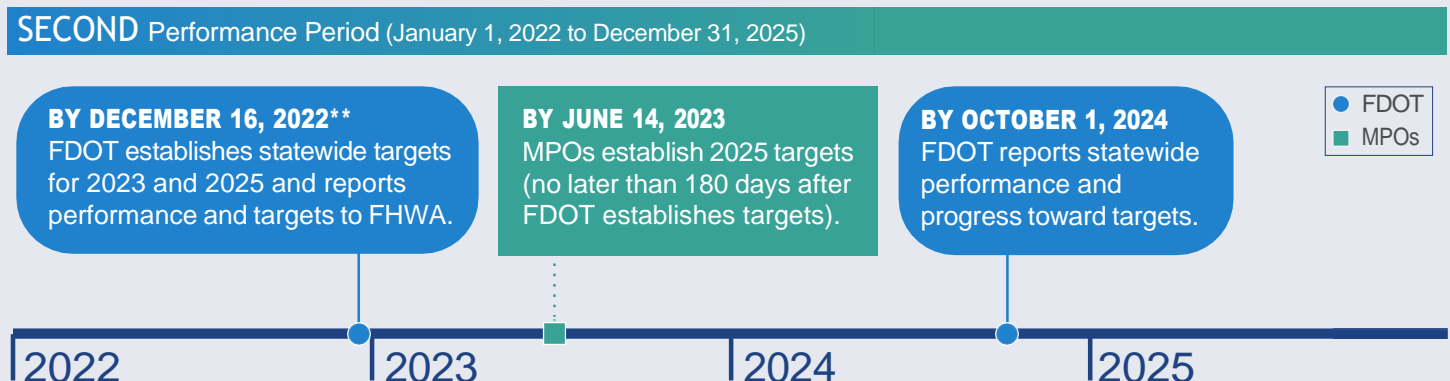 SECOND Performance Period (January 1, 2022 to December 31, 2025)
BY DECEMBER 16, 2022**
FDOT establishes statewide targets
for 2023 and 2025 and reports
performance and targets to FHWA.
BY JUNE 14, 2023
MPOs establish 2025 targets
(no later than 180 days after
FDOT establishes targets).
BY OCTOBER 1, 2024
FDOT reports statewide
performance and
progress toward targets.
FDOT
MPOs
2022
2023
2024
2025